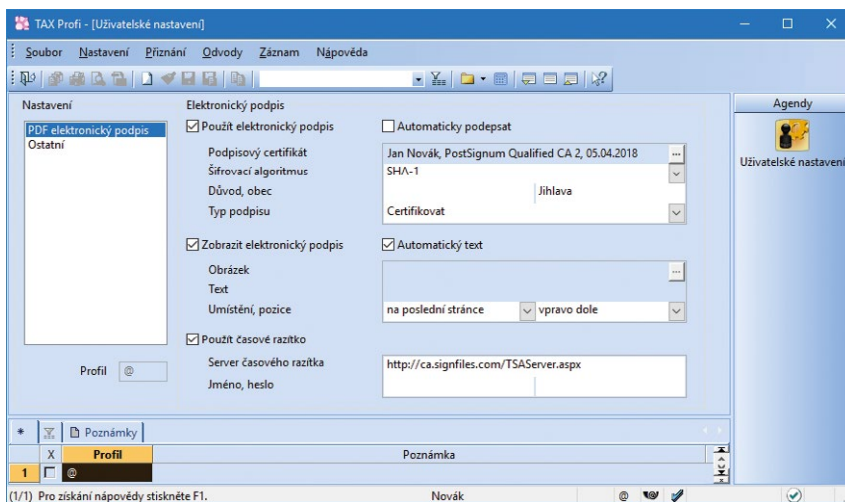 TAX Profi - [Uživatelské nastavení]
Soubor Nastavení Přiznání Odvody Záznam Nápověda
Nastavení
PDF elektronický podpis
Ostatní
Profil @
Elektronický podpis
Použít elektronický podpis Automaticky podepsat
Podpisový certifikát Jan Novák, PostSignum Qualified CA 2, 05.04.2018 ...
Šifrovací algoritmus SHA-1
Důvod, obec Jihlava
Typ podpisu Certifikovat
Zobrazit elektronický podpis Automatický text
Obrázek ...
Text
Umístění, pozice na poslední stránce vpravo dole
Použít časové razítko
Server časového razítka http://ca.signfiles.com/TSAServer.aspx
Jméno, heslo
Agendy
Uživatelské nastavení
* Poznámky
X Profil Poznámka
1 @
(1/1) Pro získání nápovědy stiskněte F1. Novák @